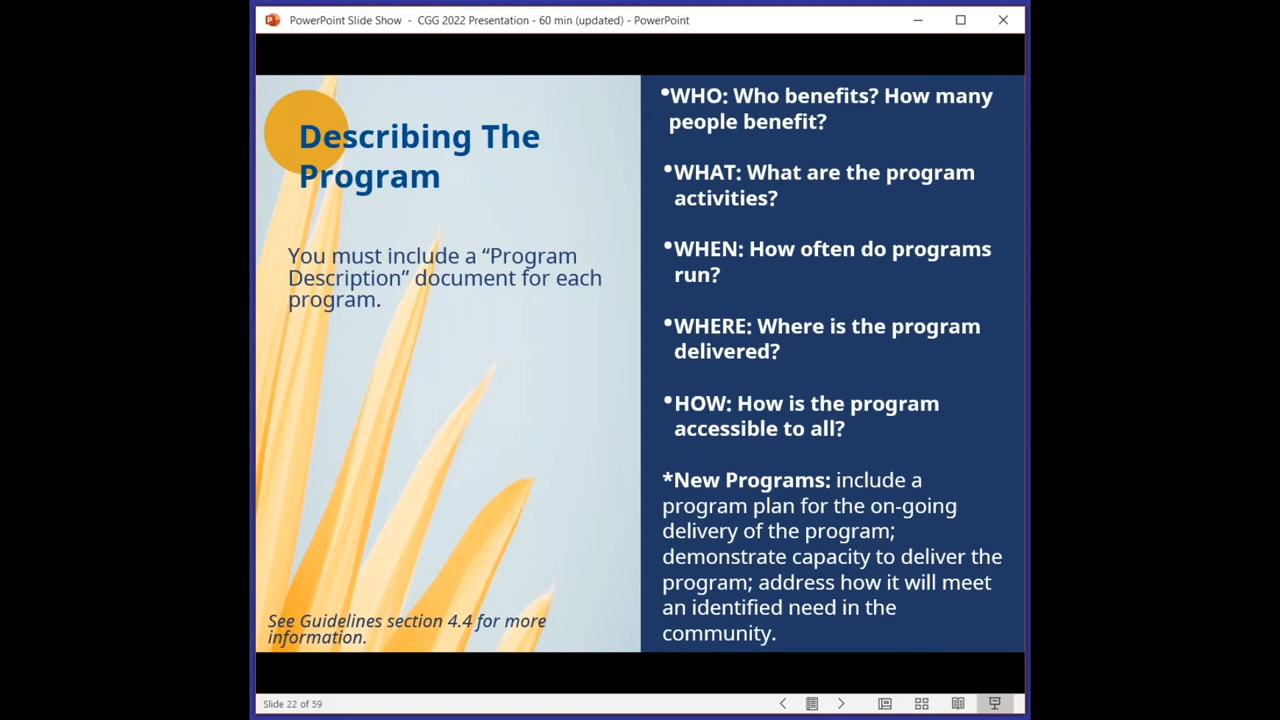 PowerPoint Slide Show - CGG 2022 Presentation - 60 min (updated) - PowerPoint
Describing The
Program
You must include a “Program
Description” document for each
program.
See Guidelines section 4.4 for more
information.
•WHO: Who benefits? How many
people benefit?
•WHAT: What are the program
activities?
•WHEN: How often do programs
run?
•WHERE: Where is the program
delivered?
•HOW: How is the program
accessible to all?
*New Programs: include a
program plan for the on-going
delivery of the program;
demonstrate capacity to deliver the
program; address how it will meet
an identified need in the
community.
Slide 22 of 59